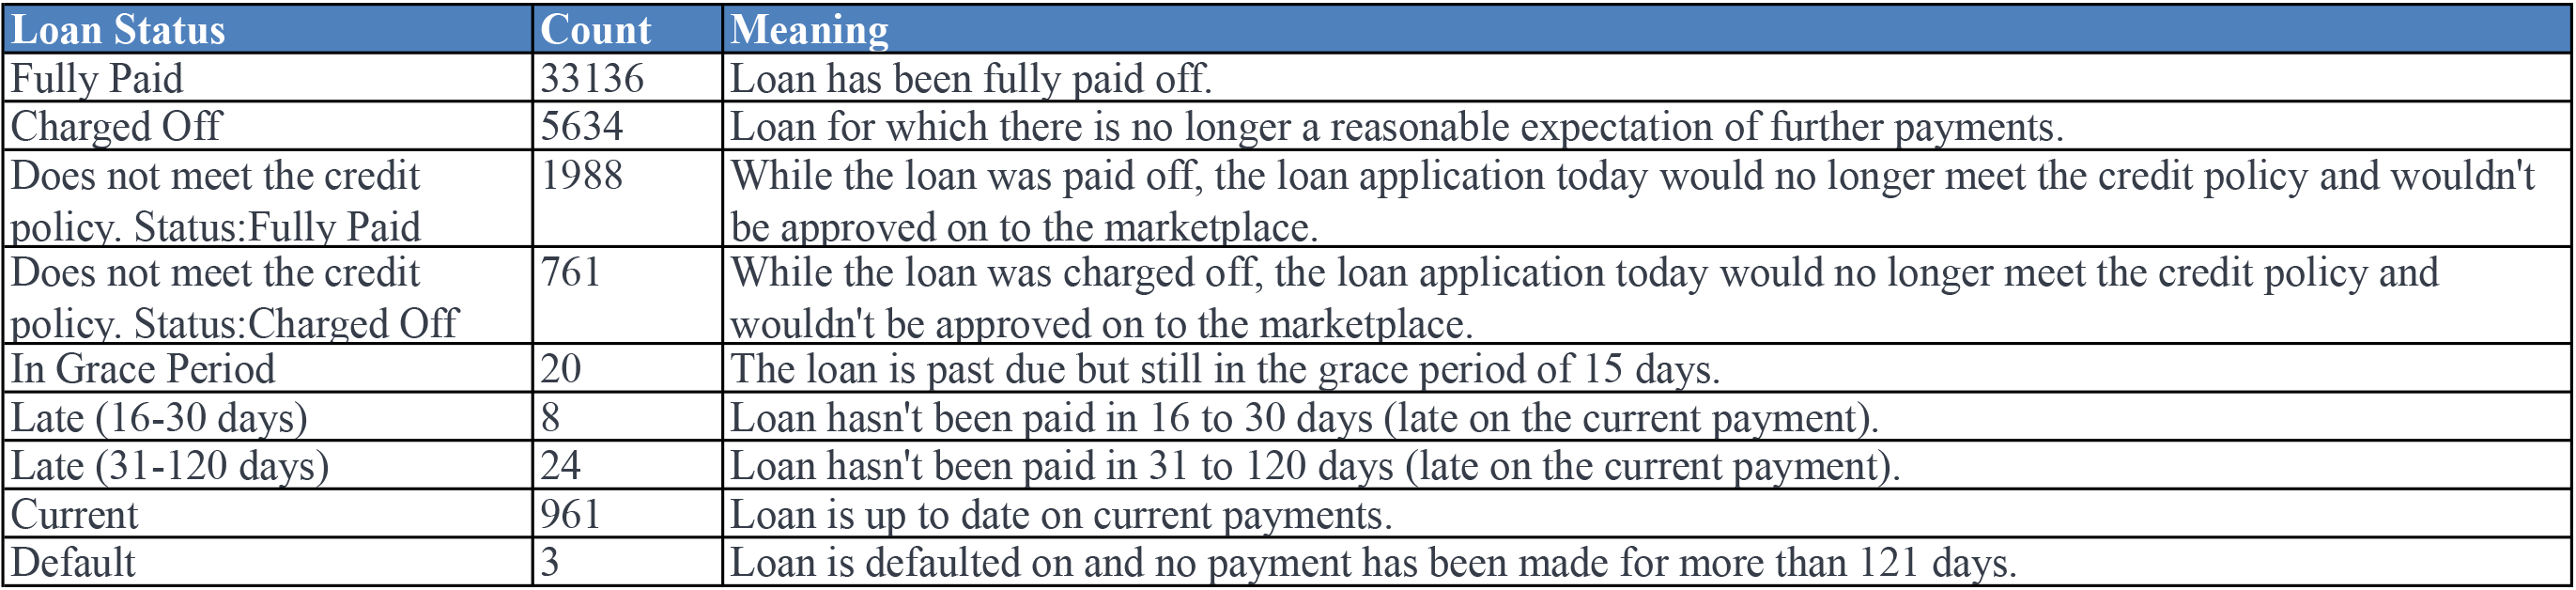 Loan Status Count Meaning
Fully Paid 33136 Loan has been fully paid off.
Charged Off 5634 Loan for which there is no longer a reasonable expectation of further payments.
Does not meet the credit 1988 While the loan was paid off, the loan application today would no longer meet the credit policy and wouldn't
policy. Status:Fully Paid be approved on to the marketplace.
Does not meet the credit 761 While the loan was charged off, the loan application today would no longer meet the credit policy and
policy. Status:Charged Off wouldn't be approved on to the marketplace.
In Grace Period 20 The loan is past due but still in the grace period of 15 days.
Late (16-30 days) 8 Loan hasn't been paid in 16 to 30 days (late on the current payment).
Late (31-120 days) 24 Loan hasn't been paid in 31 to 120 days (late on the current payment).
Current 961 Loan is up to date on current payments.
Default 3 Loan is defaulted on and no payment has been made for more than 121 days.